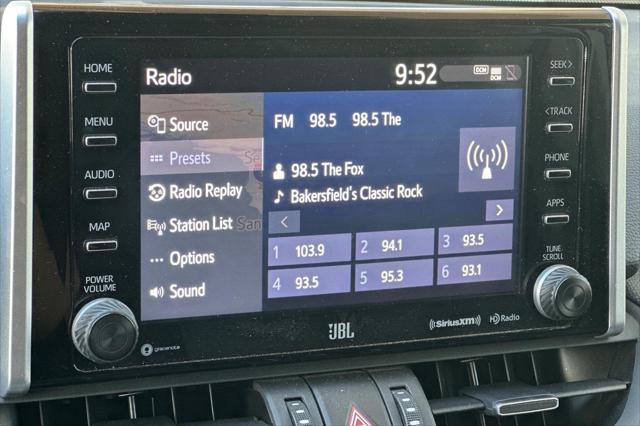 HOME
MENU
AUDIO
MAP
POWER
VOLUME
Radio
9:52
DCM
DCM
SEEK>
<TRACK
PHONE
APPS
TUNE
SCROLL
Source
Presets
Radio Replay
Station List
Options
Sound
FM 98.5 98.5 The
98.5 The Fox
Bakersfield's Classic Rock
<
>
1 103.9
2 94.1
3 93.5
4 93.5
5 95.3
6 93.1
gracenote
JBL
((SiriusXM))
HD Radio